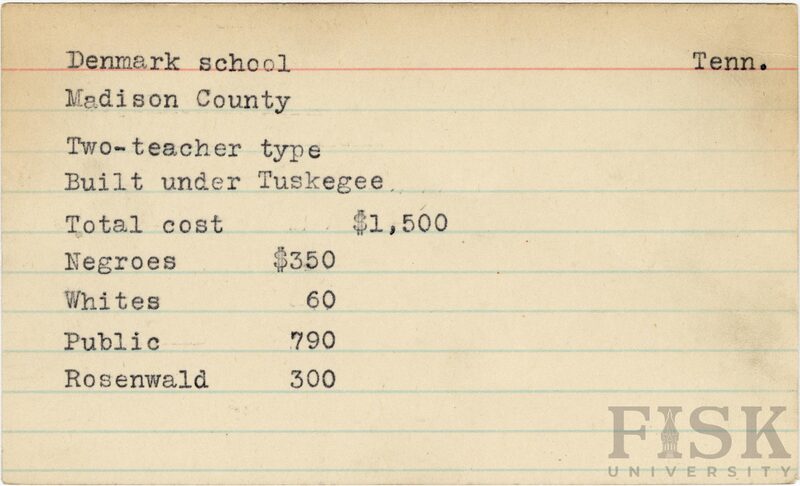 Denmark school Tenn.
Madison County
Two-teacher type
Built under Tuskegee
Total cost $1,500
Negroes $350
Whites 60
Public 790
Rosenwald 300
FISK
UNIVERSITY